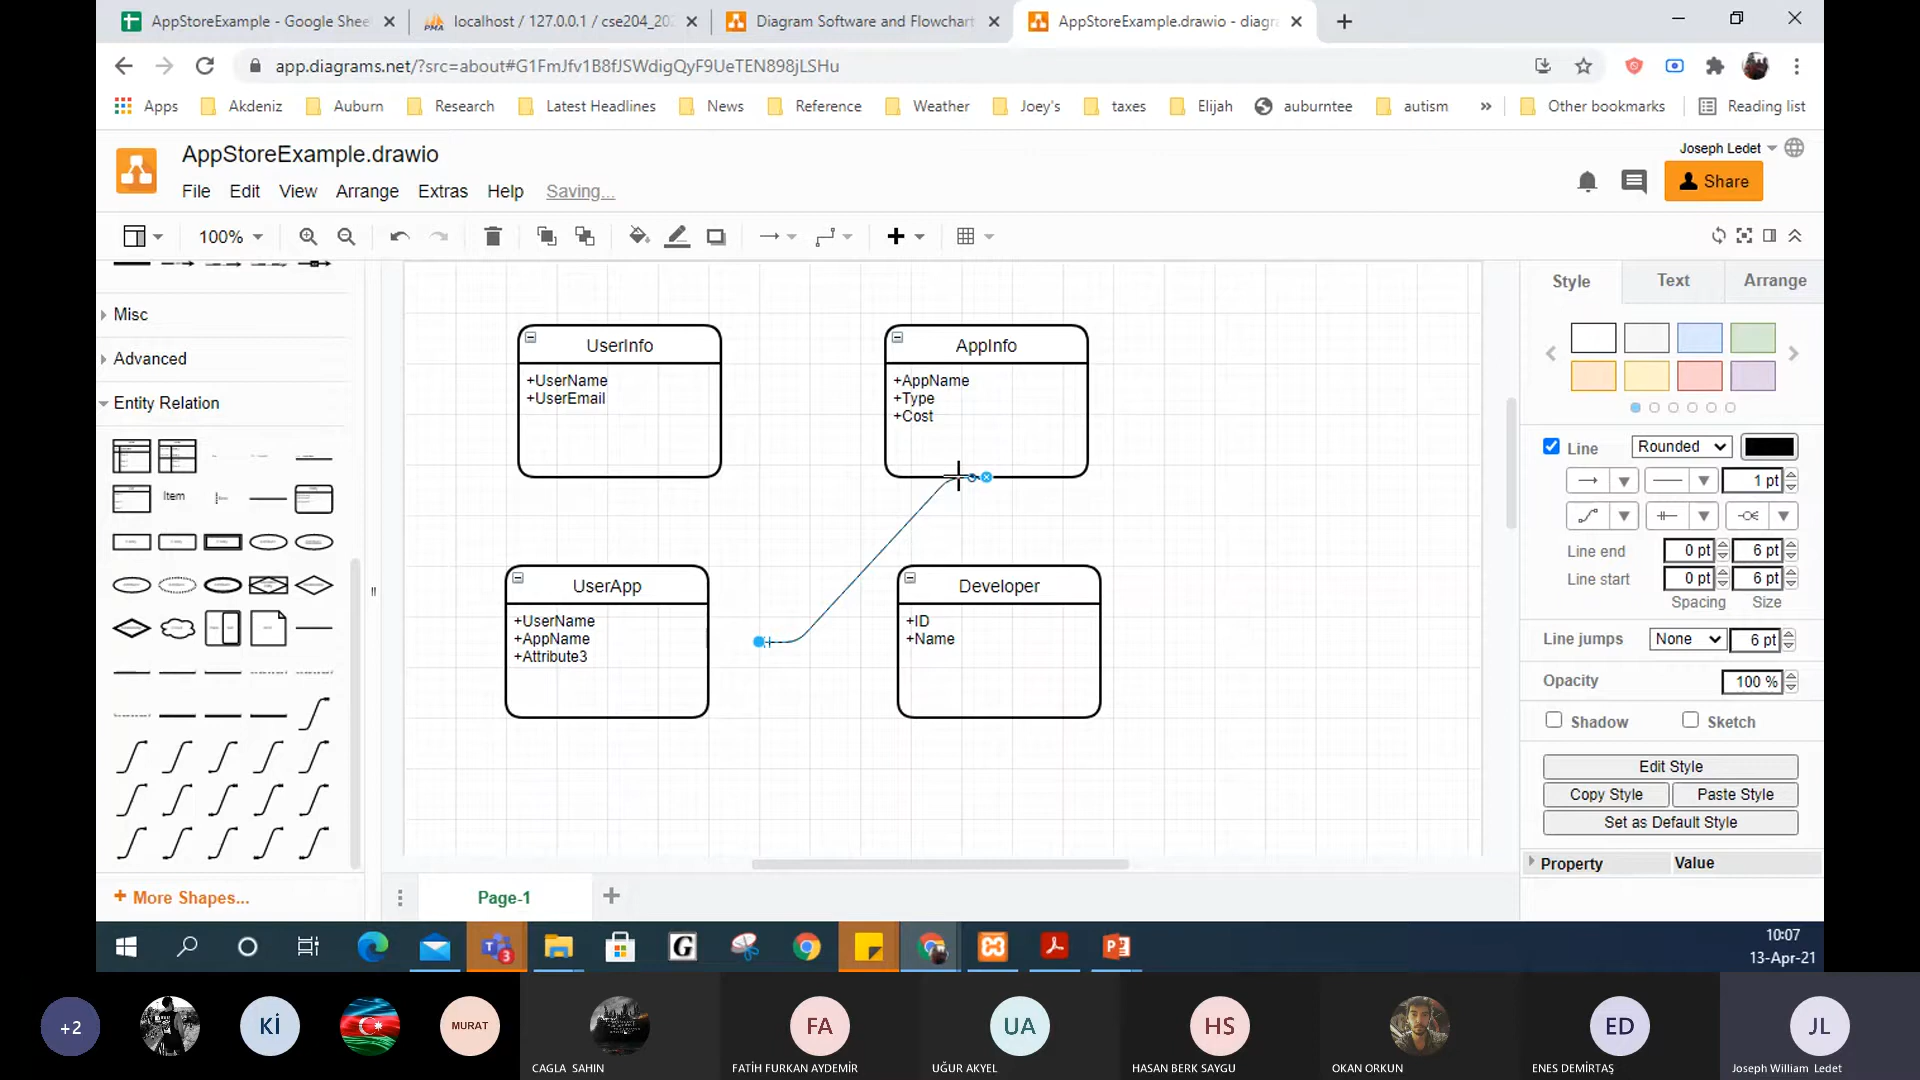 AppStoreExample - Google Shee
localhost / 127.0.0.1 / cse204_202
Diagram Software and Flowchart
AppStoreExample.drawio - diagra
app.diagrams.net/?src=about#G1FmJfv1B8fJSWdigQyF9UeTEN898jLSHu
Apps
Akdeniz
Auburn
Research
Latest Headlines
News
Reference
Weather
Joey's
taxes
Elijah
auburntee
autism
»
Other bookmarks
Reading list
AppStoreExample.drawio
Joseph Ledet
File
Edit
View
Arrange
Extras
Help
Saving...
Share
100%
Misc
Advanced
Entity Relation
Item
More Shapes...
UserInfo
+UserName
+UserEmail
AppInfo
+AppName
+Type
+Cost
UserApp
+UserName
+AppName
+Attribute3
Developer
+ID
+Name
Page-1
Style
Text
Arrange
Line
Rounded
1 pt
Line end
0 pt
6 pt
Line start
0 pt
6 pt
Spacing
Size
Line jumps
None
6 pt
Opacity
100 %
Shadow
Sketch
Edit Style
Copy Style
Paste Style
Set as Default Style
Property
Value
3
10:07
13-Apr-21
+2
Kİ
MURAT
CAGLA SAHIN
FA
FATİH FURKAN AYDEMİR
UA
UĞUR AKYEL
HS
HASAN BERK SAYGU
OKAN ORKUN
ED
ENES DEMİRTAŞ
JL
Joseph William Ledet